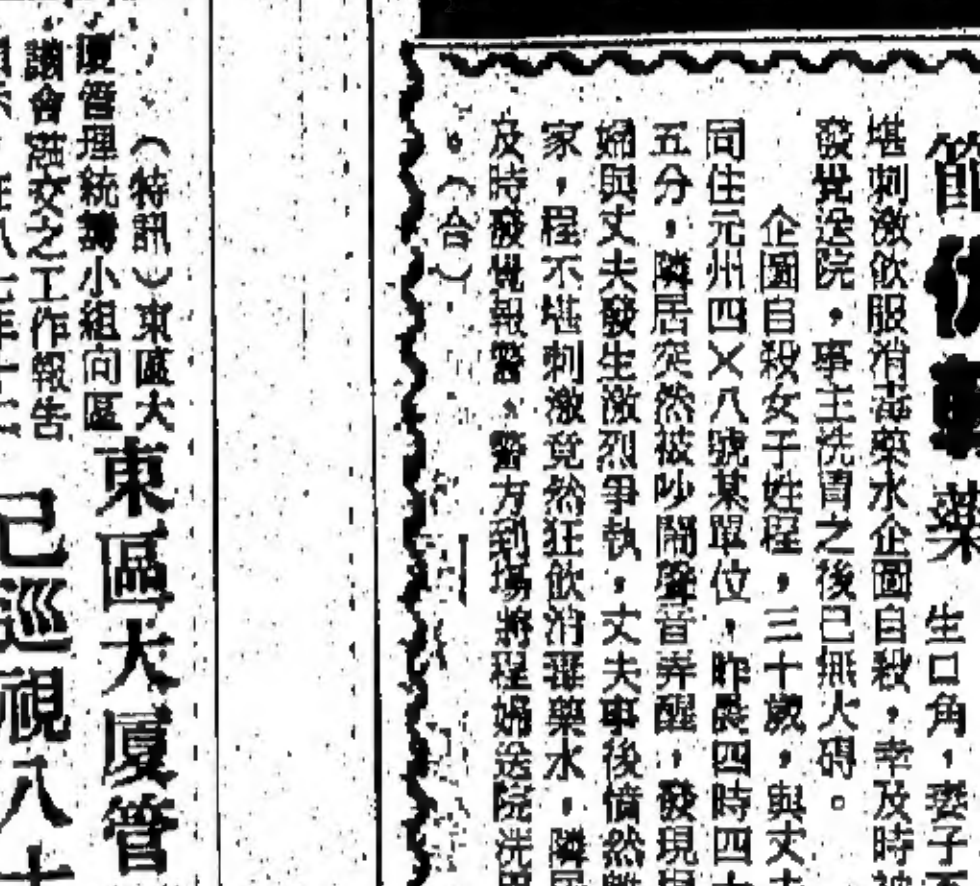 生口角，妻子不
堪刺激飲服消毒藥水企圖自殺，幸及時被
發覺送院。事主洗胃之後已無大碍。
企圖自殺女子姓程，三十歲，與丈夫
同住元州四X八號某單位，昨晨四時四十
五分，隣居突然被吵鬧聲音弄醒，發現程
婦與丈夫發生激烈爭執，丈夫事後憤然離
家，程不堪刺激竟然狂飲消毒藥水，隣居
及時發覺報警，警方到場將程婦送院洗胃
。（合）
東區大廈管
已巡視八十
（特訊）東區大
廈管理統籌小組向區
議會遞交之工作報告